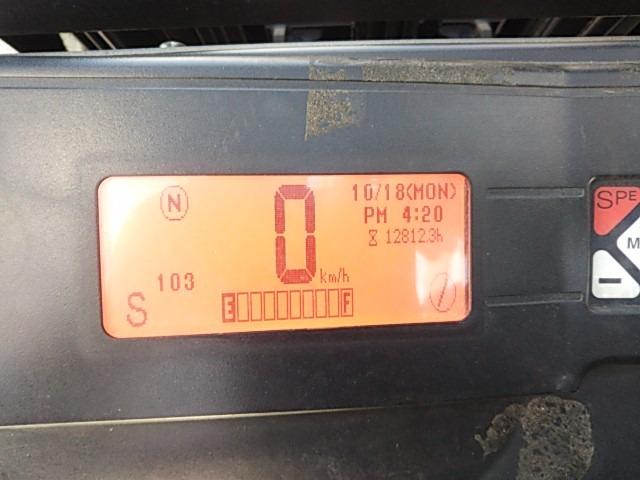 N
0 km/h
10/18(MON)
PM 4:20
12812.3h
103
S
E F
SPE
M